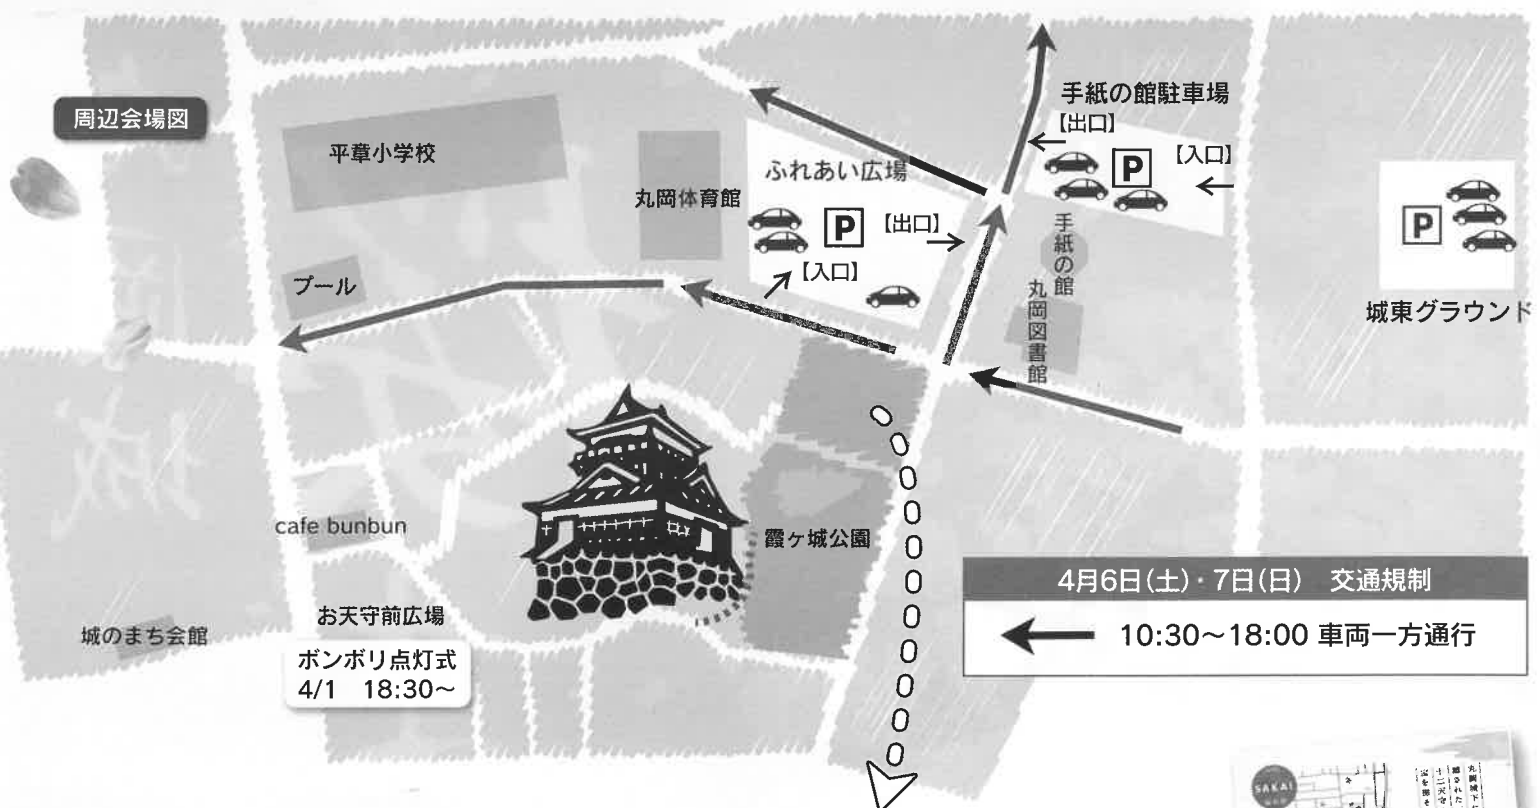 周辺会場図
平章小学校
丸岡体育館
プール
ふれあい広場
P
【出口】
【入口】
手紙の館駐車場
【出口】
P
【入口】
手紙の館
丸岡図書館
P
城東グラウンド
cafe bunbun
霞ヶ城公園
お天守前広場
ボンボリ点灯式
4/1 18:30〜
城のまち会館
4月6日(土)・7日(日) 交通規制
10:30〜18:00 車両一方通行
城
SAKAI